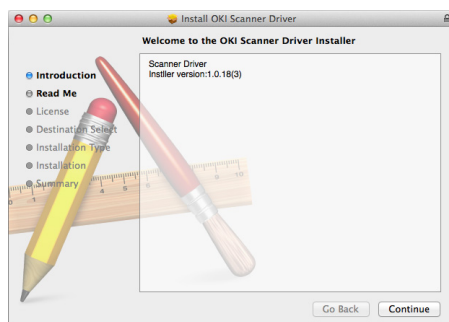 Install OKI Scanner Driver
Welcome to the OKI Scanner Driver Installer
Introduction
Read Me
License
Destination Select
Installation Type
Installation
Summary
Scanner Driver
Instller version:1.0.18(3)
Go Back
Continue